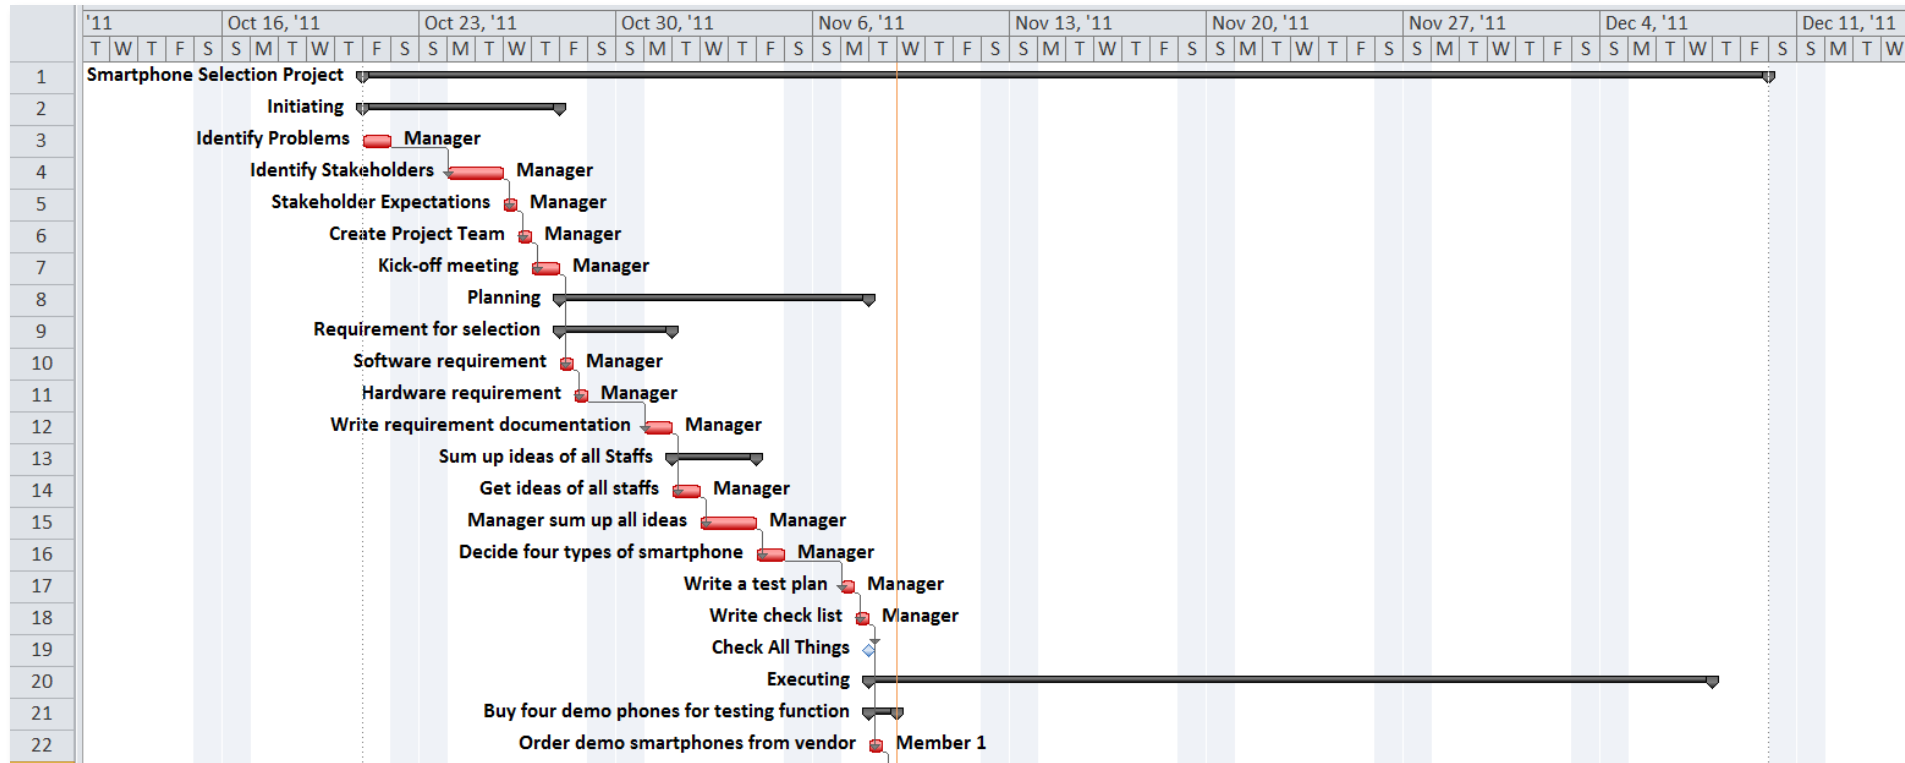 '11 Oct 16, '11 Oct 23, '11 Oct 30, '11 Nov 6, '11 Nov 13, '11 Nov 20, '11 Nov 27, '11 Dec 4, '11 Dec 11, '11
T W T F S S M T W T F S S M T W T F S S M T W T F S S M T W T F S S M T W T F S S M T W T F S S M T W T F S S M T W T F S S M T W
1 Smartphone Selection Project
2 Initiating
3 Identify Problems Manager
4 Identify Stakeholders Manager
5 Stakeholder Expectations Manager
6 Create Project Team Manager
7 Kick-off meeting Manager
8 Planning
9 Requirement for selection
10 Software requirement Manager
11 Hardware requirement Manager
12 Write requirement documentation Manager
13 Sum up ideas of all Staffs
14 Get ideas of all staffs Manager
15 Manager sum up all ideas Manager
16 Decide four types of smartphone Manager
17 Write a test plan Manager
18 Write check list Manager
19 Check All Things
20 Executing
21 Buy four demo phones for testing function
22 Order demo smartphones from vendor Member 1